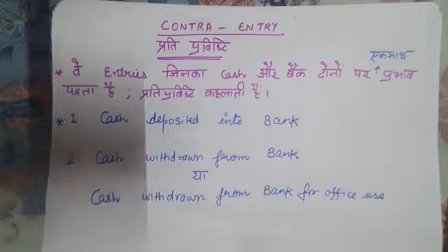 CONTRA - ENTRY
प्रति प्रविष्टि
एकसाथ
* वे Entries जिनका Cash और बैंक दोनों पर ↑ प्रभाव
पड़ता है ; प्रतिप्रविष्टि कहलाती है।
* 1 Cash deposited into Bank
2. Cash withdrawn from Bank
या
Cash withdrawn from Bank for office use